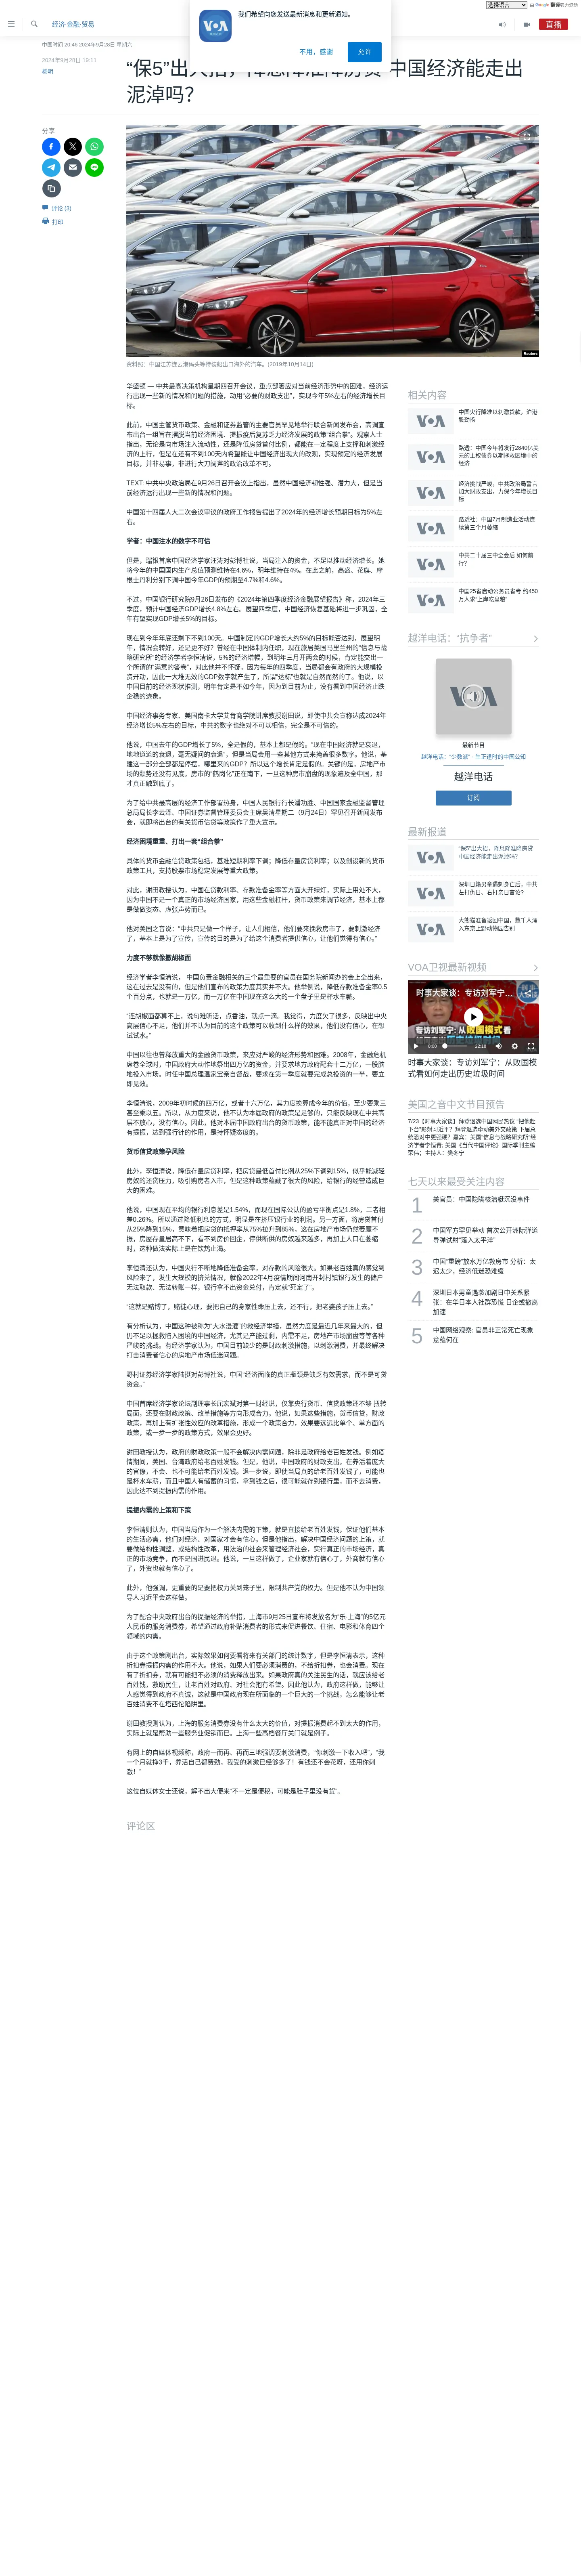 选择语言
由 Google 翻译强力驱动
我们希望向您发送最新消息和更新通知。
不用，感谢
允许
经济·金融·贸易
直播
中国时间 20:46 2024年9月28日 星期六
2024年9月28日 19:11
杨明
中国经济能走出
泥淖吗？
分享
评论 (3)
打印
Reuters
资料照：中国江苏连云港码头等待装船出口海外的汽车。(2019年10月14日)
华盛顿 —
中共最高决策机构星期四召开会议，重点部署应对当前经济形势中的困难，经济运
行出现一些新的情况和问题的措施，动用“必要的财政支出”，实现今年5%左右的经济增长目
标。
此前，中国主管货币政策、金融和证券监管的主要官员罕见地举行联合新闻发布会，高调宣
布出台一组旨在摆脱当前经济困境、提振疲态后复苏乏力经济发展的政策“组合拳”。观察人士
指出，无论是向市场注入流动性，还是降低房贷首付比例，都能在一定程度上支撑和刺激经
济的上行，但是在还有不到100天内希望能让中国经济出现大的改观，实现预定的经济发展
目标，并非易事，非进行大刀阔斧的政治改革不可。
TEXT: 中共中央政治局在9月26日召开会议上指出，虽然中国经济韧性强、潜力大，但是当
前经济运行出现一些新的情况和问题。
中国第十四届人大二次会议审议的政府工作报告提出了2024年的经济增长预期目标为5%左
右。
学者：中国注水的数字不可信
但是，瑞银首席中国经济学家汪涛对彭博社说，当局注入的资金，不足以推动经济增长。她
将今年的中国国内生产总值预测维持在4.6%，明年维持在4%。在此之前，高盛、花旗、摩
根士丹利分别下调中国今年GDP的预期至4.7%和4.6%。
不过，中国银行研究院9月26日发布的《2024年第四季度经济金融展望报告》称，2024年三
季度，预计中国经济GDP增长4.8%左右。展望四季度，中国经济恢复基础将进一步巩固，全
年有望实现GDP增长5%的目标。
现在到今年年底还剩下不到100天。中国制定的GDP增长大约5%的目标能否达到，展望明
年，情况会转好，还是更不好？曾经在中国体制内任职，现在旅居美国马里兰州的“信息与战
略研究所”的经济学者李恒清说，5%的经济增幅，到明年三月开两会的时候，肯定能交出一
个所谓的“满意的答卷”，对此他并不怀疑，因为每年的四季度，当局都会有政府的大规模投
资开动，因此一大堆无效的GDP数字就产生了，所谓“达标”也就是自然而然的了。他说，以
中国目前的经济现状推测，明年肯定是不如今年，因为到目前为止，没有看到中国经济止跌
企稳的迹象。
中国经济事务专家、美国南卡大学艾肯商学院讲席教授谢田说，即使中共会宣称达成2024年
经济增长5%左右的目标，中共的数字也绝对不可以相信，完全是不可信的。
他说，中国去年的GDP增长了5%，全是假的，基本上都是假的。“现在中国经济就是衰退，
地地道道的衰退，毫无疑问的衰退”，但是当局会用一些其他方式来掩盖很多数字。他说，基
建这一部分全部都是停摆，哪里来的GDP？所以这个增长肯定是假的。关键的是，房地产市
场的颓势还没有见底，房市的“鹤岗化”正在南下，一旦这种房市崩盘的现象遍及全中国，那
才真正触到底了。
为了给中共最高层的经济工作部署热身，中国人民银行行长潘功胜、中国国家金融监督管理
总局局长李云泽、中国证券监督管理委员会主席吴清星期二（9月24日）罕见召开新闻发布
会，就即将出台的有关货币信贷等政策作了重大宣示。
经济困境重重、打出一套“组合拳”
具体的货币金融信贷政策包括，基准短期利率下调；降低存量房贷利率；以及创设新的货币
政策工具，支持股票市场稳定发展等重大政策。
对此，谢田教授认为，中国在贷款利率、存款准备金率等方面大开绿灯，实际上用处不大，
因为中国不是一个真正的市场经济国家，用这些金融杠杆，货币政策来调节经济，基本上都
是做做姿态、虚张声势而已。
他对美国之音说：“中共只是做一个样子，让人们相信，他们要来挽救房市了，要刺激经济
了，基本上是为了宣传，宣传的目的是为了给这个消费者提供信心，让他们觉得有信心。”
力度不够就像撒胡椒面
经济学者李恒清说， 中国负责金融相关的三个最重要的官员在国务院新闻办的会上全出来，
这在过去是没有的，但是他们宣布的政策力度其实并不大。他举例说，降低存款准备金率0.5
个百分点，也就是一万亿，而一万亿在中国现在这么大的一个盘子里是杯水车薪。
“连胡椒面都算不上，说句难听话，点香油，就点一滴。我觉得，力度欠了很多，反映出中央
高层信心不足，他们并不认为目前的这个政策可以收到什么样的效果，他们没有信心，在想
试试水。”
中国以往也曾释放重大的金融货币政策，来应对严峻的经济形势和困难。2008年，金融危机
席卷全球时，中国政府大动作地祭出四万亿的资金，并要求地方政府配套十二万亿，一股脑
地投入市场。时任中国总理温家宝亲自督战，要求在第一季度就要完成总投资的一半，要立
即见效。
李恒清说，2009年初时候的四万亿，或者十六万亿，其力度换算成今年的价值，至少要乘三
甚至乘以五。所以，从力度来说，他不认为本届政府的政策是足够的，只能反映现在中共高
层不放心，没有信心。因此，他对本届中国政府出台的货币政策，能不能真正对中国的经济
有摆振，达到强行针的作用，是持怀疑态度的。
货币信贷政策孕风险
此外，李恒清说，降低存量房贷利率，把房贷最低首付比例从25%下调到15%，似乎能减轻
房奴的还贷压力，吸引购房者入市，但是这种政策蕴藏了很大的风险，给银行的经营造成巨
大的困难。
他说，中国现在平均的银行利息差是1.54%，而现在国际公认的盈亏平衡点是1.8%，二者相
差0.26%。所以通过降低利息的方式，明显是在挤压银行业的利润。另一方面，将房贷首付
从25%降到15%，意味着把房贷的抵押率从75%拉升到85%，这在房地产市场供需严重不平
衡，房屋存量居高不下，看不到房价回企，停供断供的房奴越来越多，再加上人口在萎缩
时，这种做法实际上是在饮鸩止渴。
李恒清还认为，中国央行不断地降低准备金率，对存款的风险很大。如果老百姓真的感觉到
风险来了，发生大规模的挤兑情况，就像2022年4月疫情期间河南开封村镇银行发生的储户
无法取款、无法转账一样，银行拿不出资金兑付，肯定就“死定了”。
“这就是赌博了，赌徒心理，要把自己的身家性命压上去，还不行，把老婆孩子压上去。”
有分析认为，中国这种被称为“大水漫灌”的救经济举措，虽然力度是最近几年来最大的，但
仍不足以拯救陷入困境的中国经济，尤其是产能过剩，内需不足，房地产市场崩盘等等各种
严峻的挑战。有经济学家认为，中国目前缺少的是财政刺激措施，以刺激消费，并最终解决
打击消费者信心的房地产市场低迷问题。
野村证券经济学家陆挺对彭博社说，中国“经济面临的真正瓶颈是缺乏有效需求，而不是可贷
资金。”
中国首席经济学家论坛副理事长屈宏斌对第一财经说，仅靠央行货币、信贷政策还不够 扭转
局面，还要在财政政策、改革措施等方向形成合力。他说，如果这些措施，货币信贷，财政
政策，再加上有扩张性效应的改革措施，形成一个政策合力，效果要远远比单个、单方面的
政策，或一步一步的政策方式，效果会更好。
谢田教授认为，政府的财政政策一般不会解决内需问题，除非是政府给老百姓发钱。例如疫
情期间，美国、台湾政府给老百姓发钱。但是，他说，中国政府的财政支出，在养活着庞大
的官僚，不会、也不可能给老百姓发钱。退一步说，即使当局真的给老百姓发钱了，可能也
是杯水车薪，而且中国人有储蓄的习惯，拿到钱之后，很可能就存到银行里，而不去消费，
因此达不到提振内需的作用。
提振内需的上策和下策
李恒清则认为，中国当局作为一个解决内需的下策，就是直接给老百姓发钱，保证他们基本
的生活必需，他们对经济、对国家才会有信心。但是他指出，解决中国经济问题的上策，就
要做结构性调整，或结构性改革，用法治的社会来管理经济社会，实行真正的市场经济，真
正的市场竞争，而不是国进民退。他说，一旦这样做了，企业家就有信心了，外商就有信心
了，外资也就有信心了。
此外，他强调，更重要的是要把权力关到笼子里，限制共产党的权力。但是他不认为中国领
导人习近平会这样做。
为了配合中央政府出台的提振经济的举措，上海市9月25日宣布将发放名为“乐·上海”的5亿元
人民币的服务消费券，希望通过政府补贴消费者的形式来促进餐饮、住宿、电影和体育四个
领域的内需。
由于这个政策刚出台，实际效果如何要看将来有关部门的统计数字，但是李恒清表示，这种
折扣券提振内需的作用不大。他说，如果人们要必须消费的，不给折扣券，也会消费。现在
有了折扣券，就有可能把不必须的消费释放出来。如果政府真的关注民生的话，就应该给老
百姓钱，救助民生，让老百姓对政府、对社会抱有希望。因此他认为，政府这样做，能够让
人感觉得到政府不真诚，这就是中国政府现在所面临的一个巨大的一个挑战，怎么能够让老
百姓消费不在塔西佗陷阱里。
谢田教授则认为，上海的服务消费券没有什么太大的价值，对提振消费起不到太大的作用，
实际上就是帮助一些服务业促销而已。上海一些高档餐厅关门就是例子。
有网上的自媒体视频称，政府一而再、再而三地强调要刺激消费，“你刺激一下收入吧”，“我
一个月就挣3千，养活自己都费劲，我受的刺激已经够多了！有钱还不会花呀，还用你刺
激！”
这位自媒体女士还说，解不出大便来“不一定是便秘，可能是肚子里没有货”。
评论区
相关内容
中国央行降准以刺激贷款，沪港
股劲扬
路透：中国今年将发行2840亿美
元的主权债券以期拯救困境中的
经济
经济挑战严峻，中共政治局誓言
加大财政支出，力保今年增长目
标
路透社：中国7月制造业活动连
续第三个月萎缩
中共二十届三中全会后 如何前
行？
中国25省启动公务员省考 约450
万人求“上岸吃皇粮”
越洋电话：“抗争者”
最新节目
越洋电话：“少数派” - 生正逢时的中国公知
越洋电话
订阅
最新报道
“保5”出大招，降息降准降房贷
中国经济能走出泥淖吗？
深圳日籍男童遇刺身亡后，中共
左打仇日、右打亲日言论?
大熊猫准备返回中国，数千人涌
入东京上野动物园告别
VOA卫视最新视频
时事大家谈：专访刘军宁…
专访刘军宁: 从败国模式看
0:00
22:16
时事大家谈：专访刘军宁：从败国模
式看如何走出历史垃圾时间
美国之音中文节目预告
7/23【时事大家谈】拜登退选中国网民热议 “把他赶
下台”影射习近平？拜登退选牵动美外交政策 下届总
统恐对中更强硬？ 嘉宾：美国“信息与战略研究所”经
济学者李恒青; 美国《当代中国评论》国际季刊主编
荣伟； 主持人：樊冬宁
七天以来最受关注内容
1
美官员：中国隐瞒核潜艇沉没事件
2
中国军方罕见举动 首次公开洲际弹道
导弹试射“落入太平洋”
3
中国“重磅”放水万亿救房市 分析：太
迟太少，经济低迷恐难缓
4
深圳日本男童遇袭加剧日中关系紧
张：在华日本人社群恐慌 日企或撤离
加速
5
中国网络观察: 官员非正常死亡现象
意蕴何在